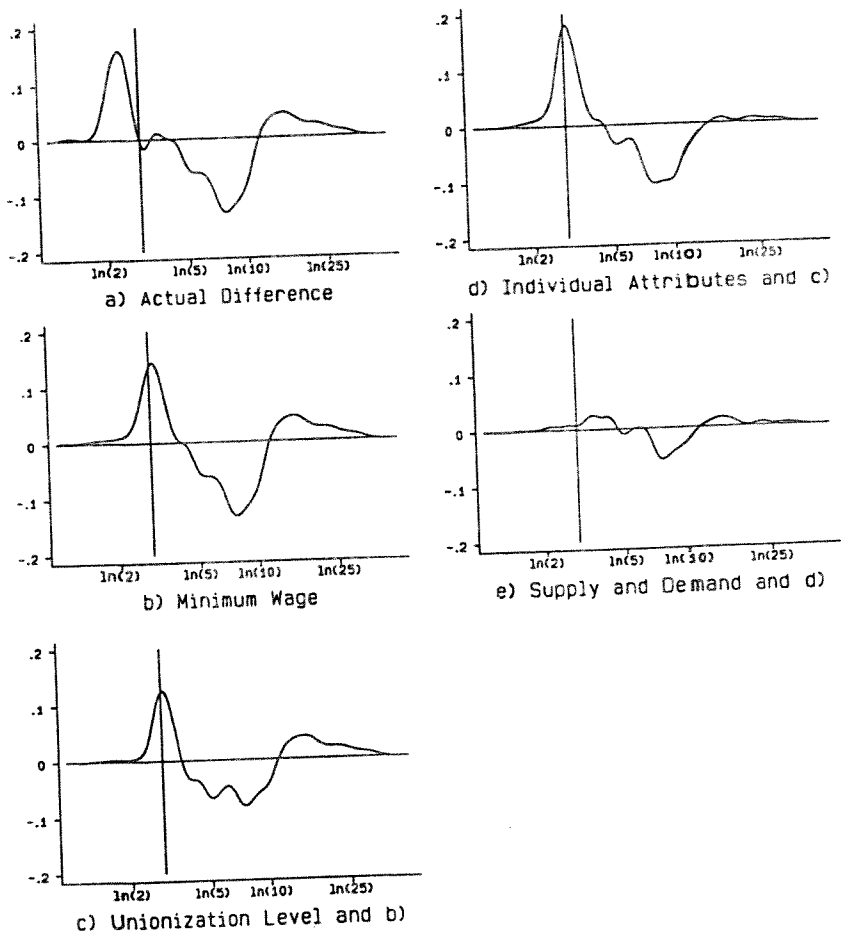 .2
.1
0
-.1
-.2
ln(2) ln(5) ln(10) ln(25)
a) Actual Difference
.2
.1
0
-.1
-.2
ln(2) ln(5) ln(10) ln(25)
d) Individual Attributes and c)
.2
.1
0
-.1
-.2
ln(2) ln(5) ln(10) ln(25)
b) Minimum Wage
.2
.1
0
-.1
-.2
ln(2) ln(5) ln(10) ln(25)
e) Supply and Demand and d)
.2
.1
0
-.1
-.2
ln(2) ln(5) ln(10) ln(25)
c) Unionization Level and b)